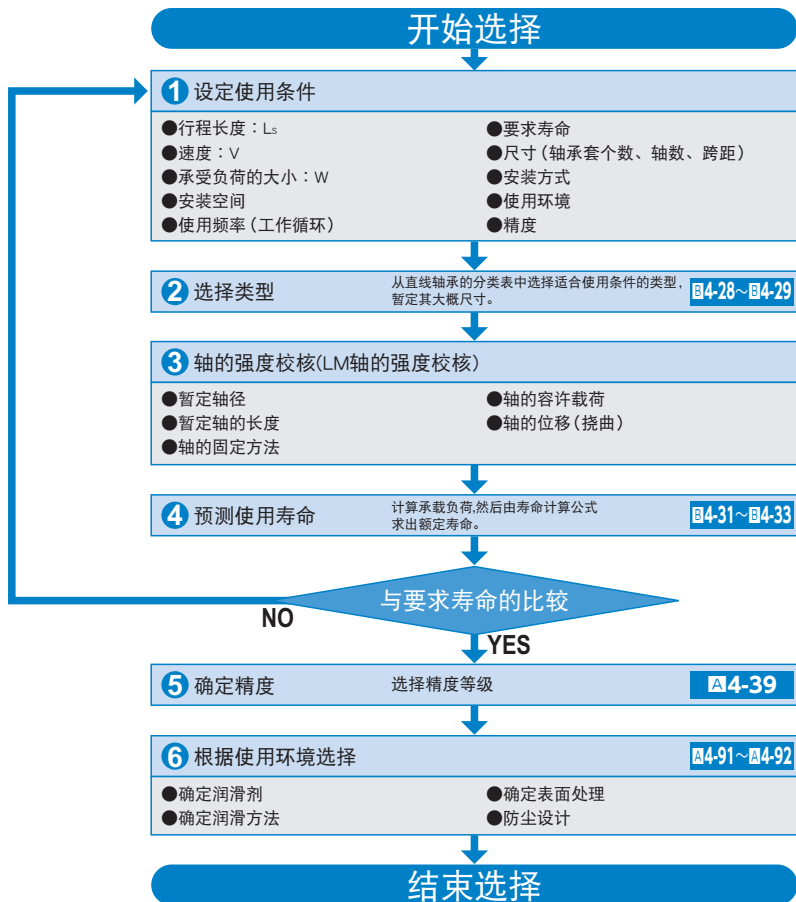 开始选择
1 设定使用条件
●行程长度：Ls
●速度：V
●承受负荷的大小：W
●安装空间
●使用频率（工作循环）
●要求寿命
●尺寸（轴承套个数、轴数、跨距）
●安装方式
●使用环境
●精度
2 选择类型
从直线轴承的分类表中选择适合使用条件的类型，
暂定其大概尺寸。
B4-28～B4-29
3 轴的强度校核(LM轴的强度校核)
●暂定轴径
●暂定轴的长度
●轴的固定方法
●轴的容许载荷
●轴的位移（挠曲）
4 预测使用寿命
计算承载负荷,然后由寿命计算公式
求出额定寿命。
B4-31～B4-33
与要求寿命的比较
NO
YES
5 确定精度
选择精度等级
A4-39
6 根据使用环境选择
A4-91～A4-92
●确定润滑剂
●确定润滑方法
●确定表面处理
●防尘设计
结束选择